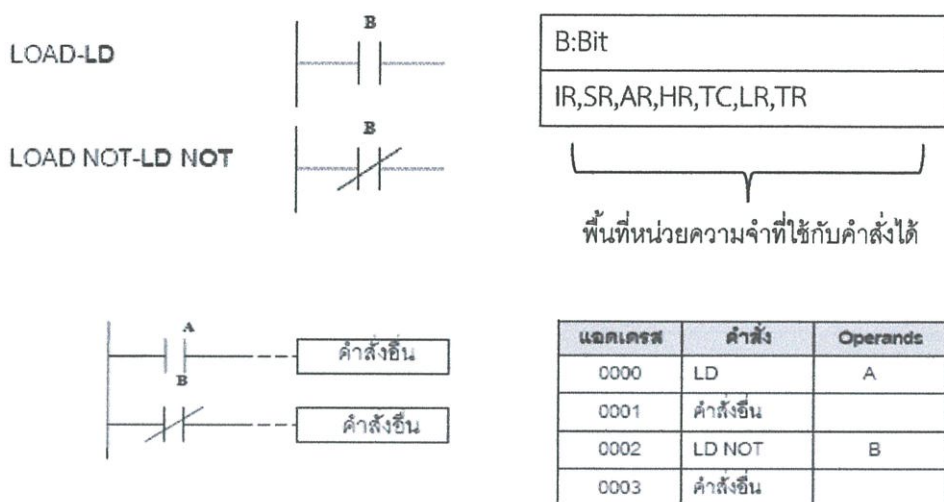 B
LOAD-LD
B
LOAD NOT-LD NOT
B:Bit
IR,SR,AR,HR,TC,LR,TR
พื้นที่หน่วยความจำที่ใช้กับคำสั่งได้
A
คำสั่งอื่น
B
คำสั่งอื่น
แอดเดรส คำสั่ง Operands
0000 LD A
0001 คำสั่งอื่น
0002 LD NOT B
0003 คำสั่งอื่น